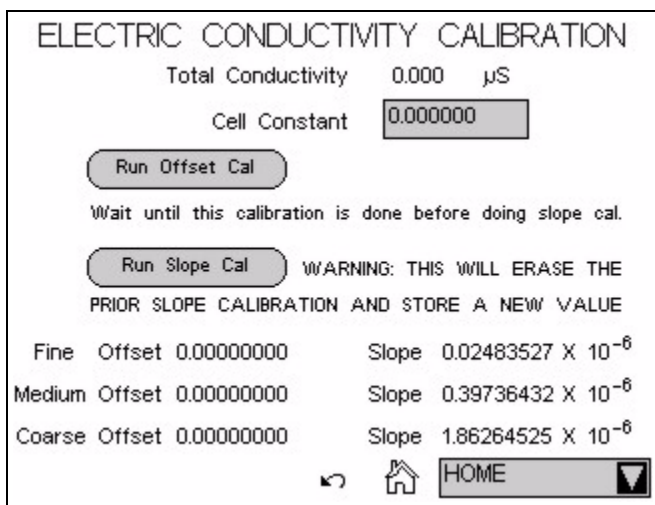 ELECTRIC CONDUCTIVITY CALIBRATION
Total Conductivity 0.000 µS
Cell Constant 0.000000
Run Offset Cal
Wait until this calibration is done before doing slope cal.
Run Slope Cal WARNING: THIS WILL ERASE THE
PRIOR SLOPE CALIBRATION AND STORE A NEW VALUE
Fine Offset 0.00000000 Slope 0.02483527 X 10⁻⁶
Medium Offset 0.00000000 Slope 0.39736432 X 10⁻⁶
Coarse Offset 0.00000000 Slope 1.86264525 X 10⁻⁶
HOME